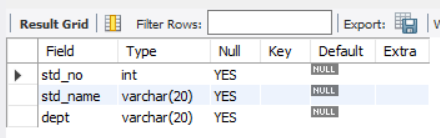 Result Grid Filter Rows: Export:
Field Type Null Key Default Extra
std_no int YES NULL
std_name varchar(20) YES NULL
dept varchar(20) YES NULL